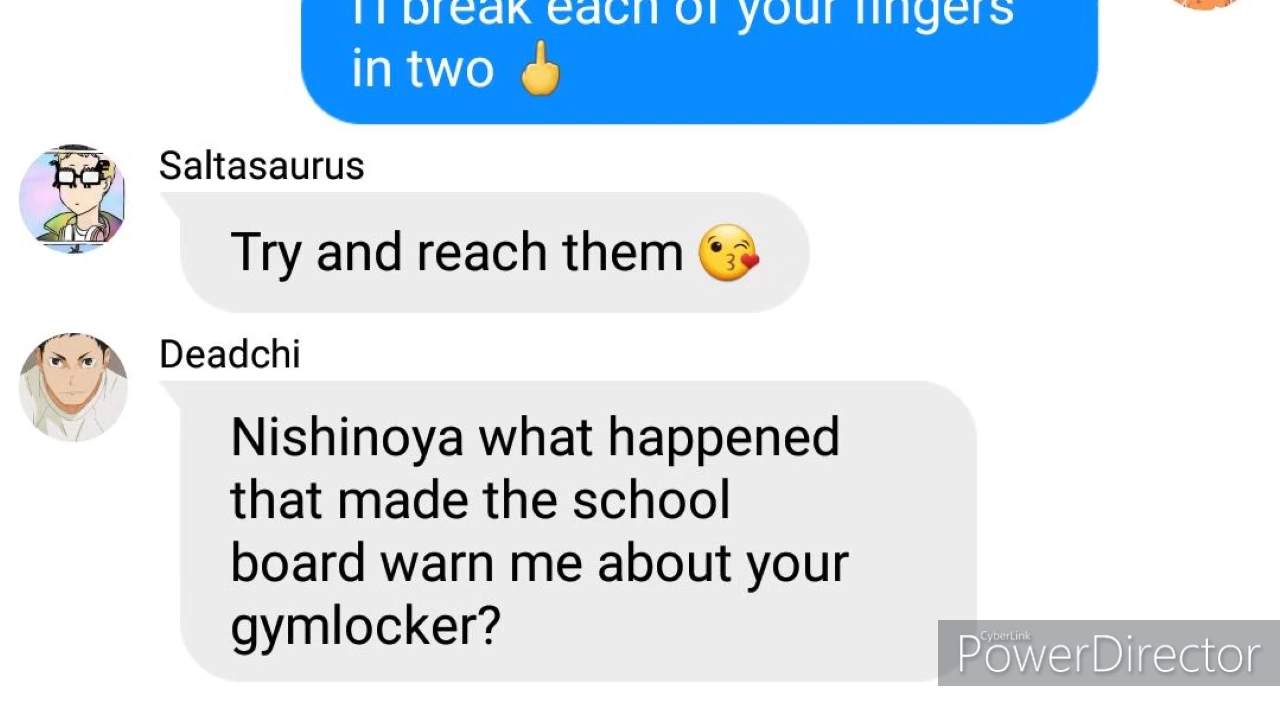 I'l break each of your fingers
in two 🖕
Saltasaurus
Try and reach them 😘
Deadchi
Nishinoya what happened
that made the school
board warn me about your
gymlocker?
CyberLink
PowerDirector